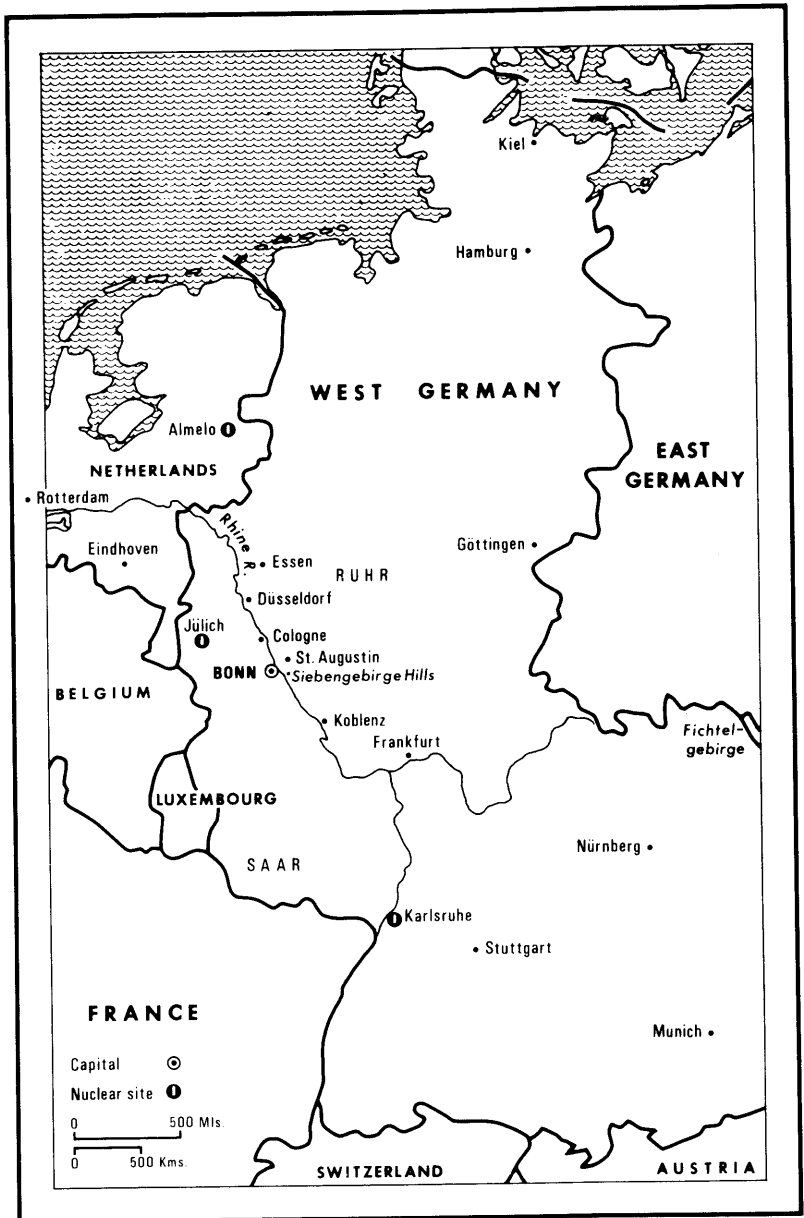 Kiel
Hamburg
WEST GERMANY
Almelo
EAST
GERMANY
NETHERLANDS
Rotterdam
Rhine R.
Eindhoven
Essen
RUHR
Göttingen
Düsseldorf
Jülich
Cologne
St. Augustin
BONN
Siebengebirge Hills
BELGIUM
Koblenz
Fichtel-
gebirge
Frankfurt
LUXEMBOURG
Nürnberg
SAAR
Karlsruhe
Stuttgart
FRANCE
Munich
Capital
Nuclear site
0 500 Mls.
0 500 Kms.
SWITZERLAND
AUSTRIA